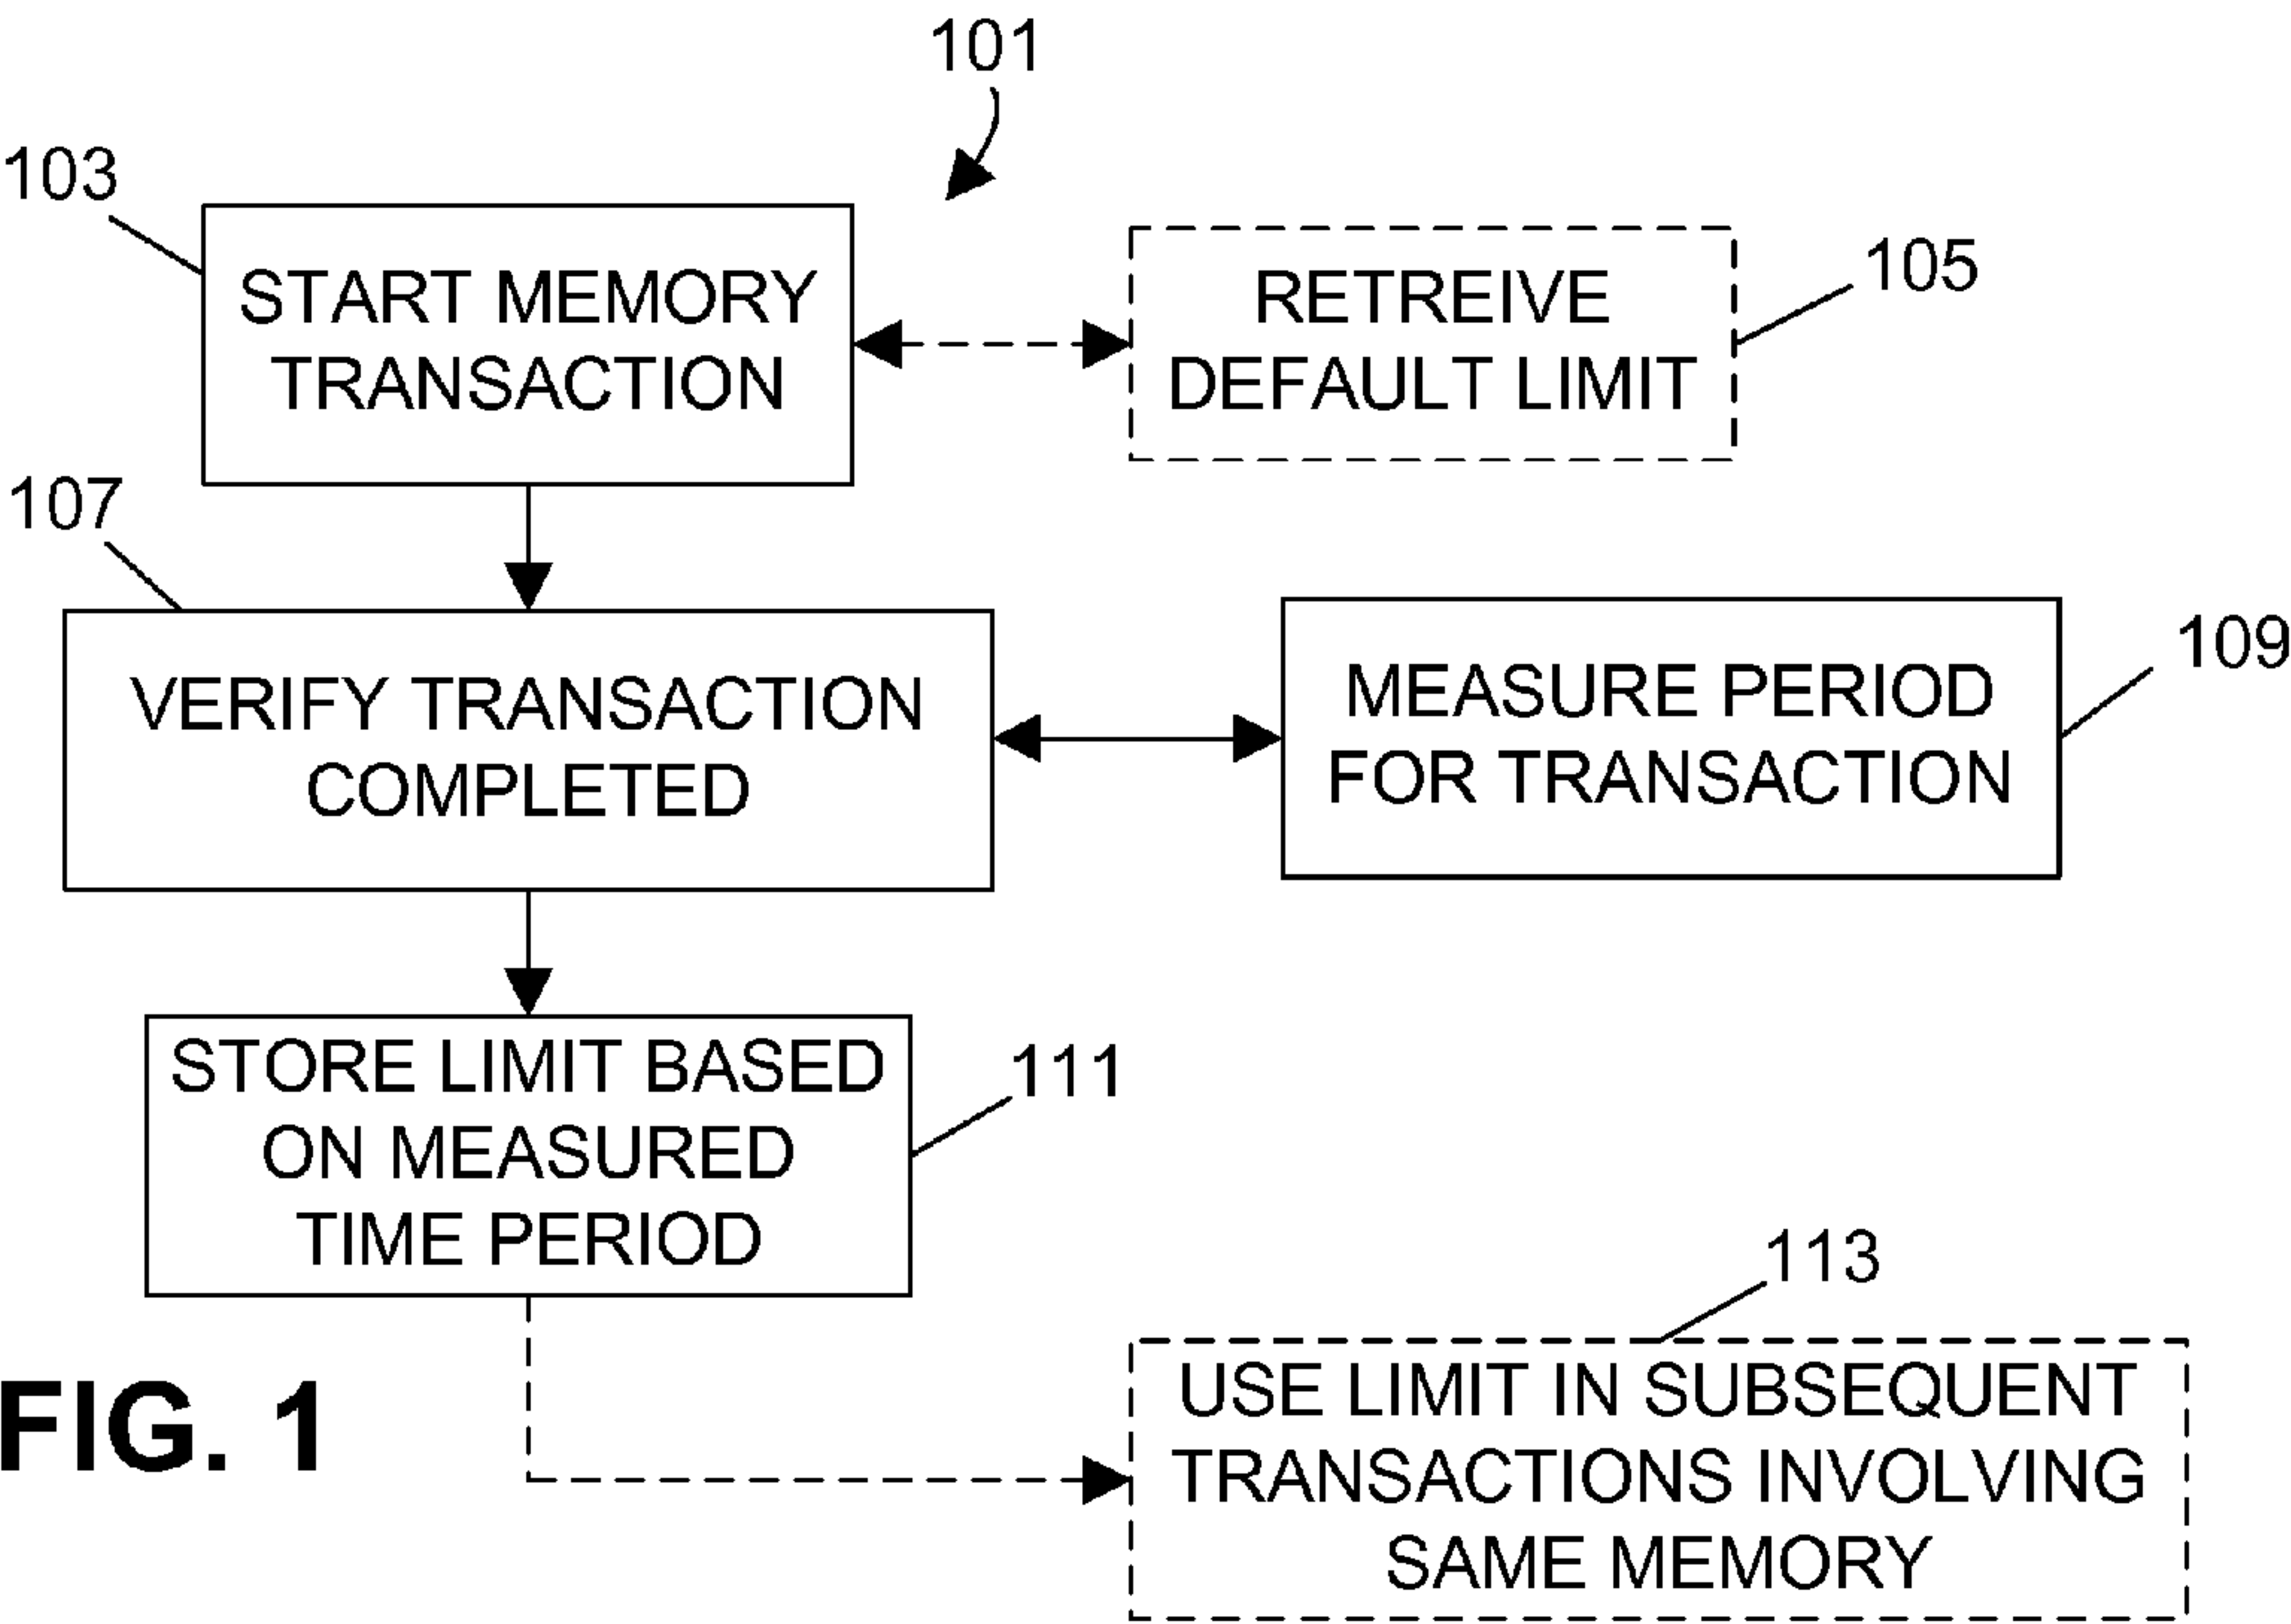 101
103
START MEMORY
TRANSACTION
RETREIVE
DEFAULT LIMIT
105
107
VERIFY TRANSACTION
COMPLETED
MEASURE PERIOD
FOR TRANSACTION
109
STORE LIMIT BASED
ON MEASURED
TIME PERIOD
111
113
USE LIMIT IN SUBSEQUENT
TRANSACTIONS INVOLVING
SAME MEMORY
FIG. 1